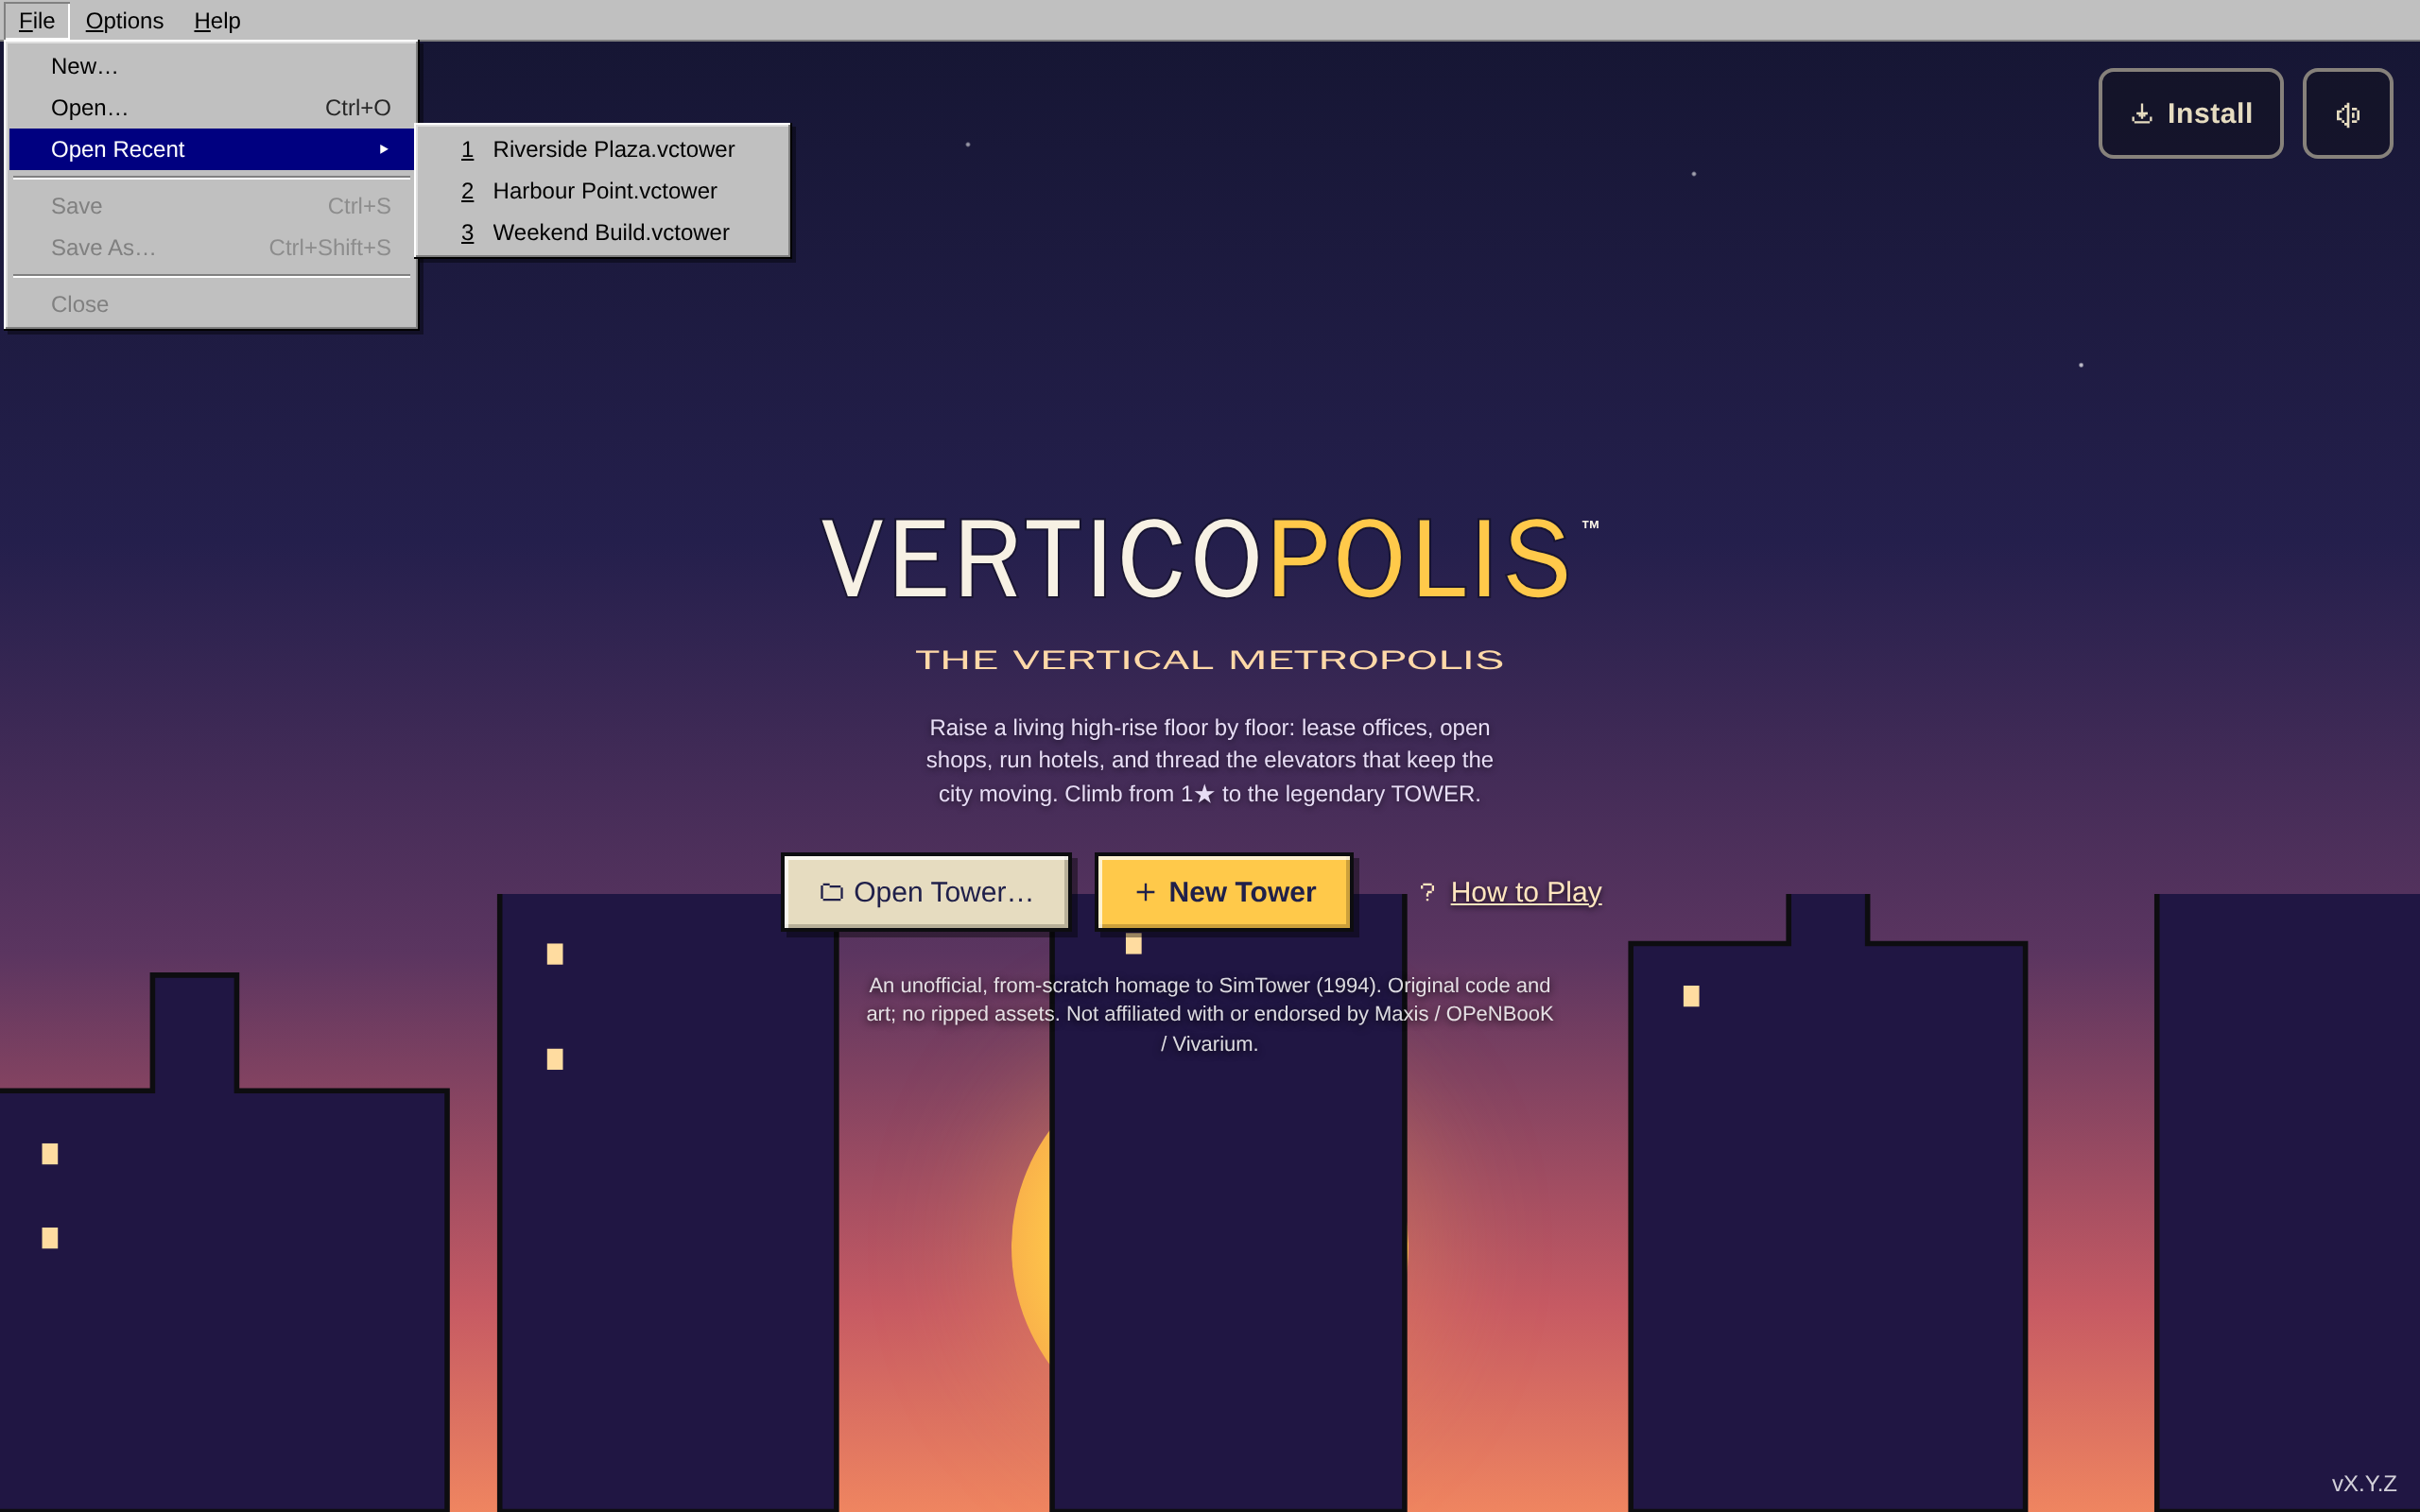 File Options Help
New…
Open… Ctrl+O
Open Recent
1 Riverside Plaza.vctower
2 Harbour Point.vctower
3 Weekend Build.vctower
Save Ctrl+S
Save As… Ctrl+Shift+S
Close
Install
VERTICOPOLIS™
THE VERTICAL METROPOLIS
Raise a living high-rise floor by floor: lease offices, open
shops, run hotels, and thread the elevators that keep the
city moving. Climb from 1★ to the legendary TOWER.
Open Tower…
+ New Tower
? How to Play
An unofficial, from-scratch homage to SimTower (1994). Original code and
art; no ripped assets. Not affiliated with or endorsed by Maxis / OPeNBooK
/ Vivarium.
vX.Y.Z